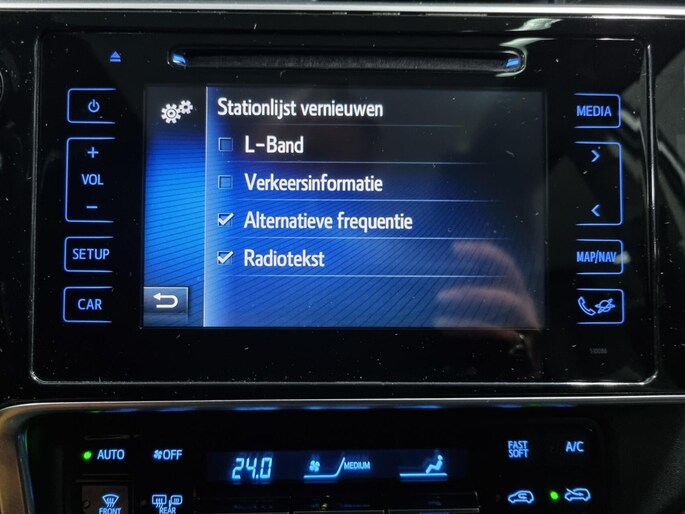 Stationlijst vernieuwen
L-Band
Verkeersinformatie
Alternatieve frequentie
Radiotekst
+
VOL
−
SETUP
CAR
MEDIA
MAP/NAV
AUTO
OFF
24.0
MEDIUM
FAST
SOFT
A/C
FRONT
REAR